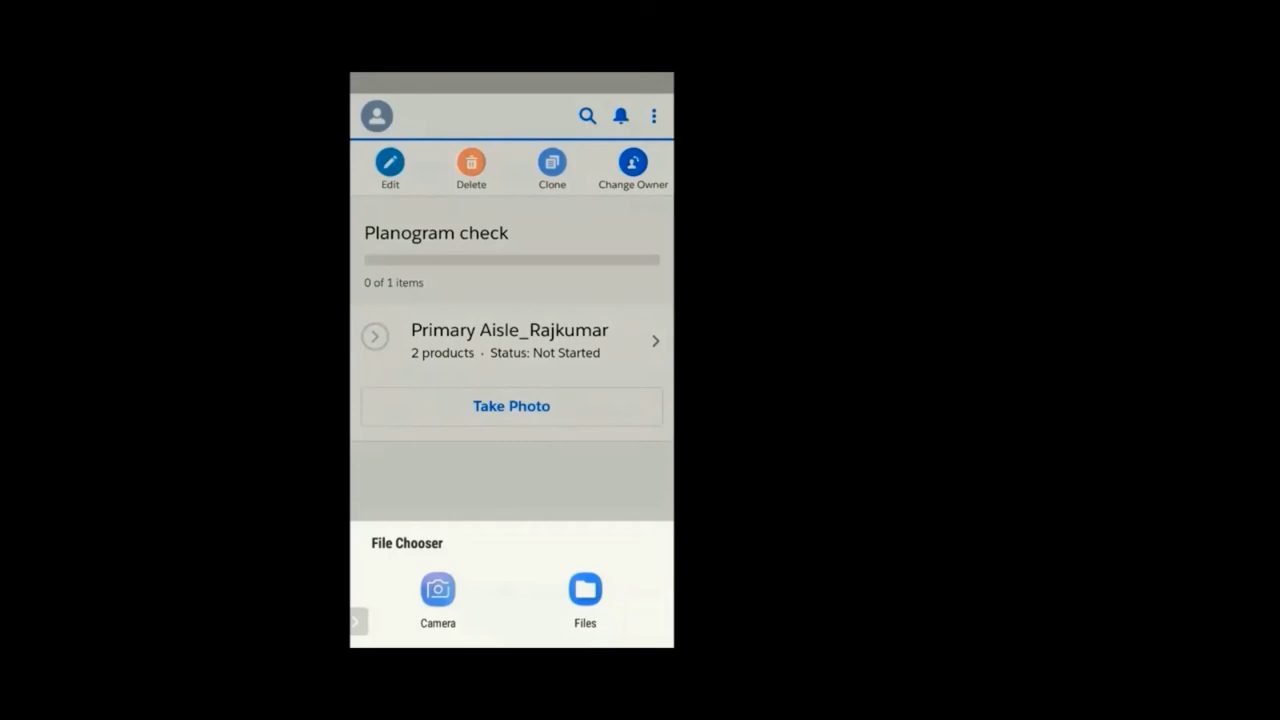 Edit Delete Clone Change Owner
Planogram check
0 of 1 items
Primary Aisle_Rajkumar
2 products · Status: Not Started
Take Photo
File Chooser
Camera Files